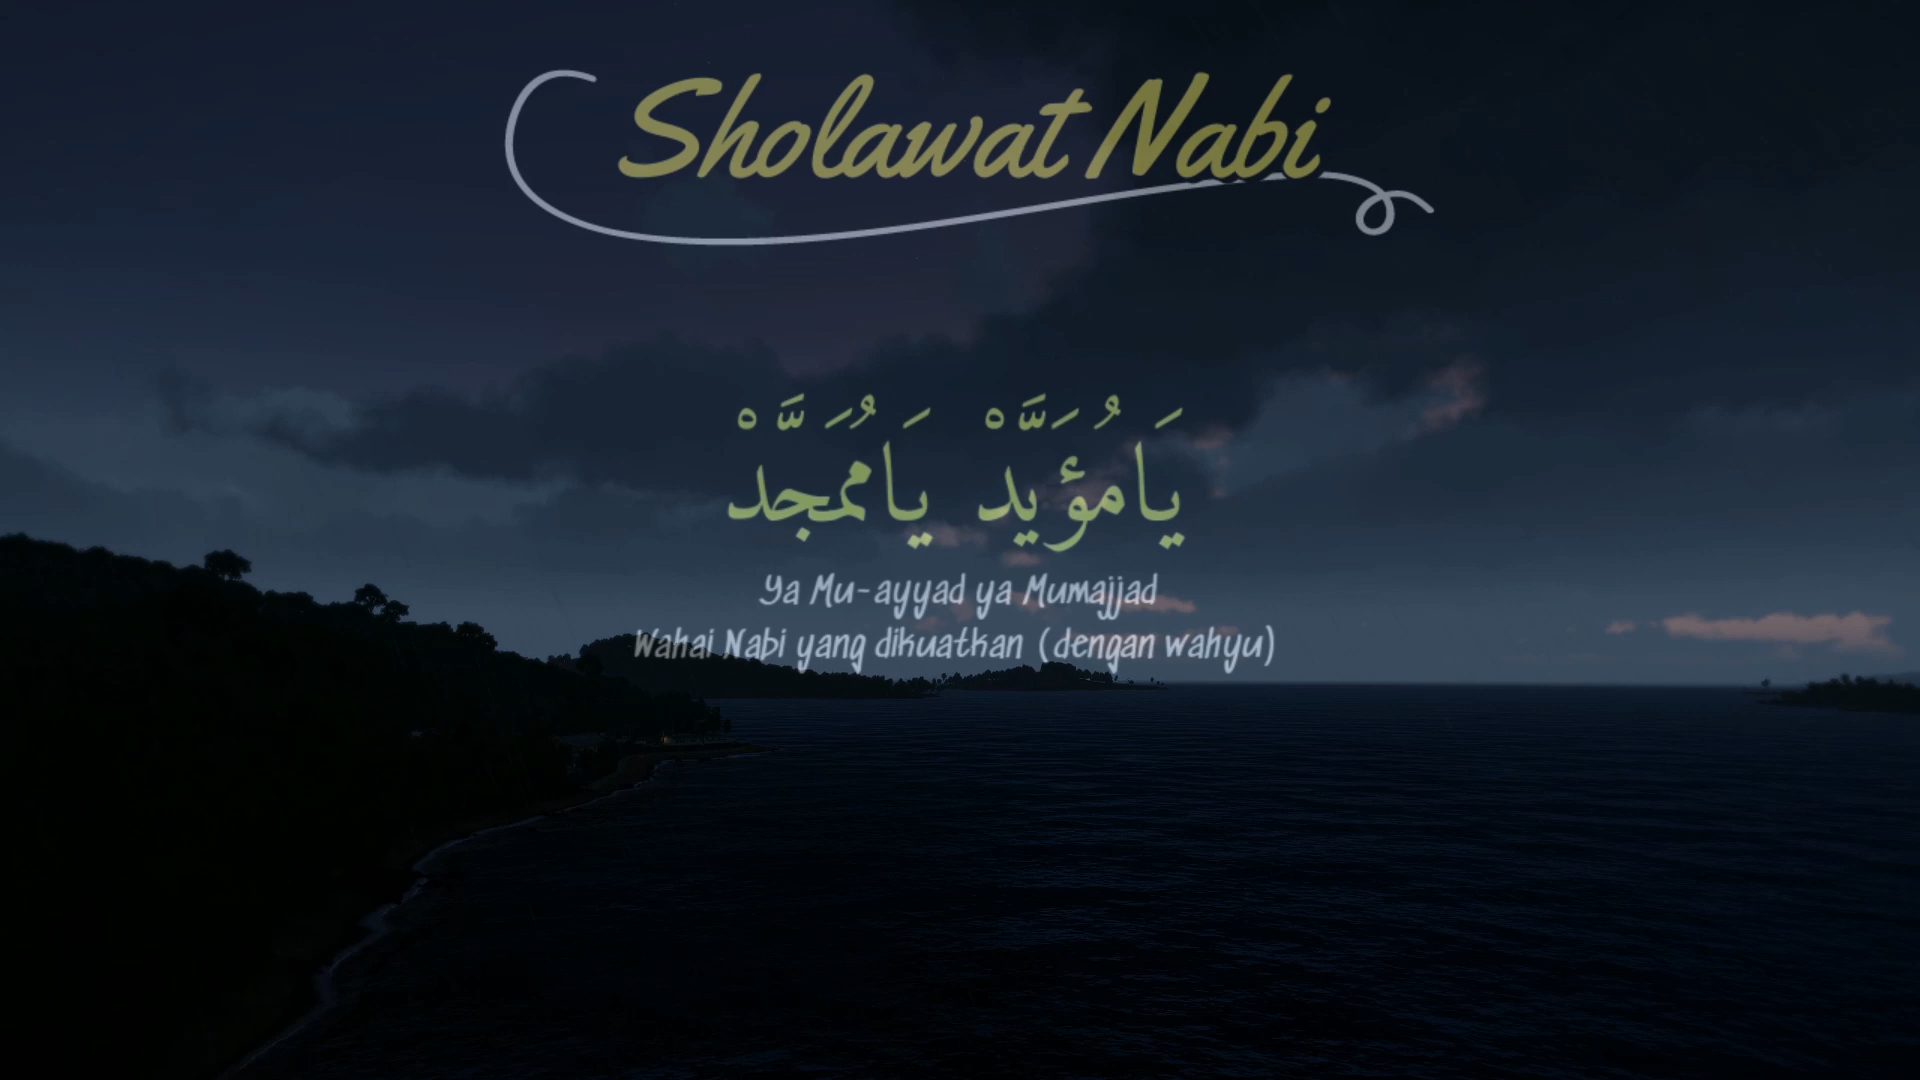 Sholawat Nabi
يَامُؤَيَّدْ يَامُمَجَّدْ
Ya Mu-ayyad ya Mumajjad
Wahai Nabi yang dikuatkan (dengan wahyu)